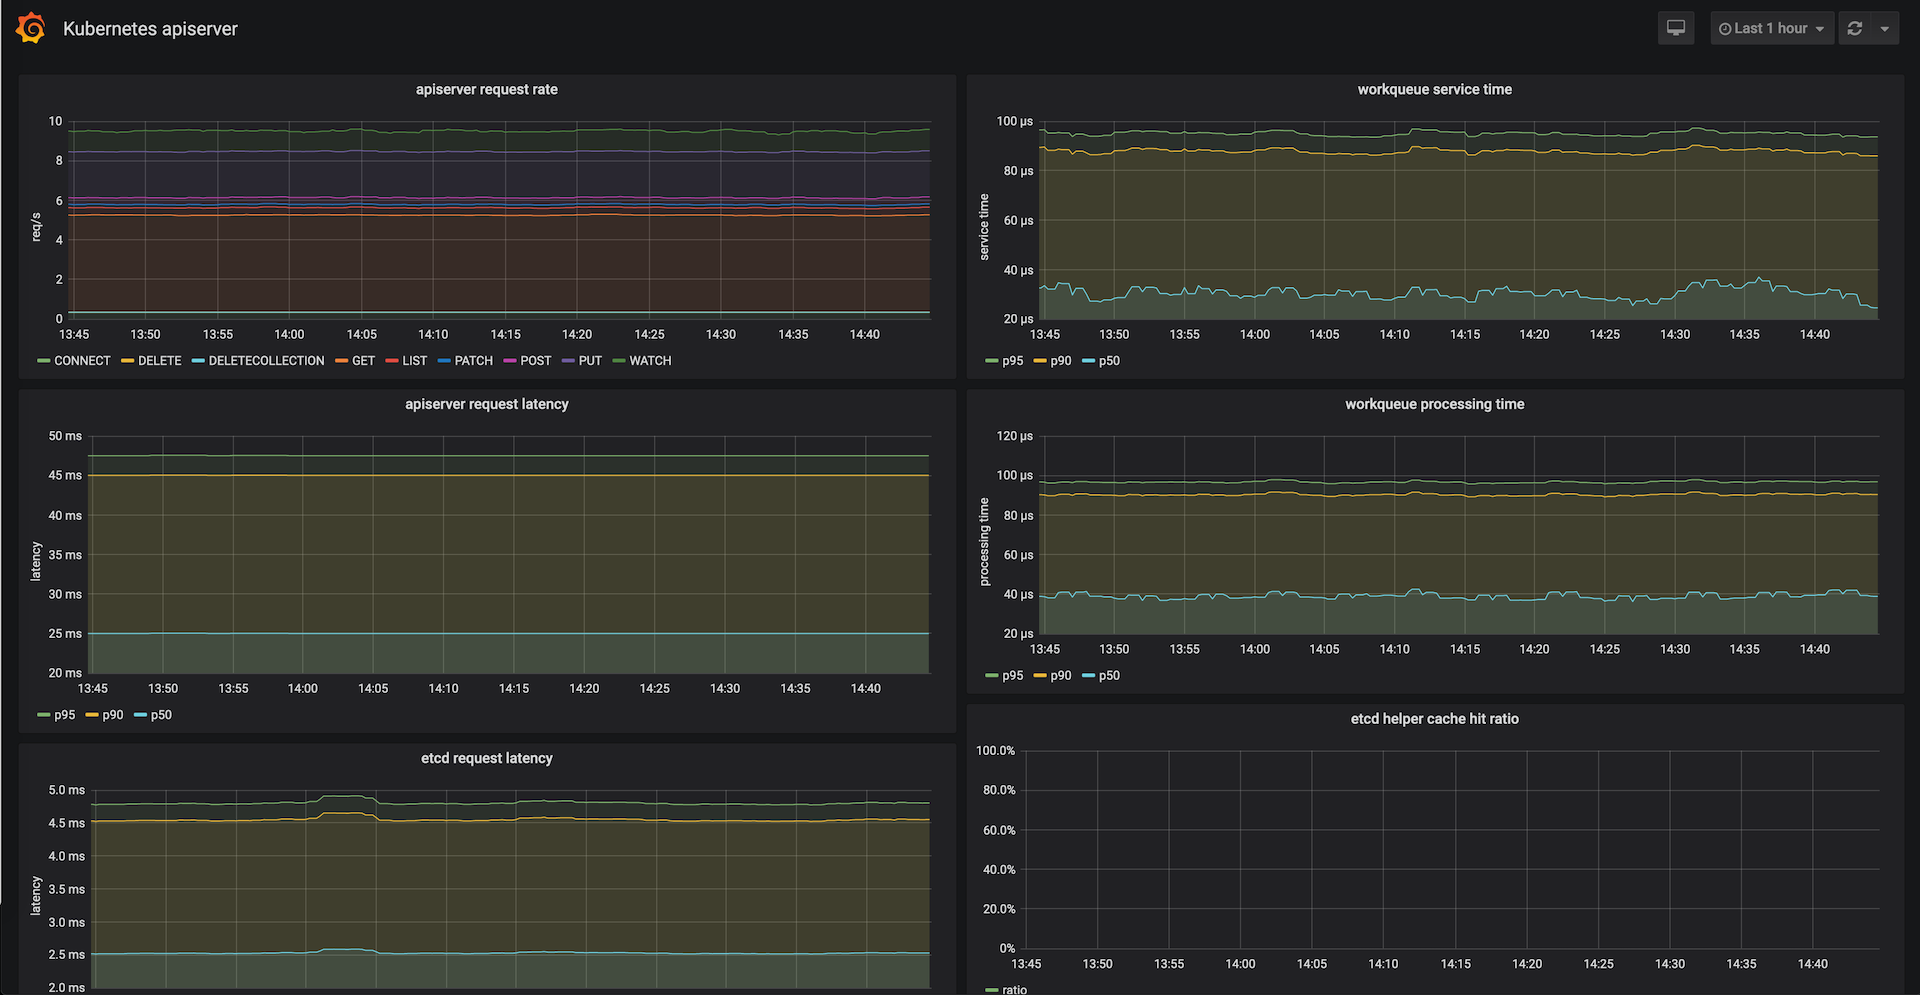 Kubernetes apiserver
Last 1 hour
apiserver request rate
10
8
6
4
2
0
req/s
13:45 13:50 13:55 14:00 14:05 14:10 14:15 14:20 14:25 14:30 14:35 14:40
CONNECT DELETE DELETECOLLECTION GET LIST PATCH POST PUT WATCH
workqueue service time
100 µs
80 µs
60 µs
40 µs
20 µs
service time
13:45 13:50 13:55 14:00 14:05 14:10 14:15 14:20 14:25 14:30 14:35 14:40
p95 p90 p50
apiserver request latency
50 ms
45 ms
40 ms
35 ms
30 ms
25 ms
20 ms
latency
13:45 13:50 13:55 14:00 14:05 14:10 14:15 14:20 14:25 14:30 14:35 14:40
p95 p90 p50
workqueue processing time
120 µs
100 µs
80 µs
60 µs
40 µs
20 µs
processing time
13:45 13:50 13:55 14:00 14:05 14:10 14:15 14:20 14:25 14:30 14:35 14:40
p95 p90 p50
etcd request latency
5.0 ms
4.5 ms
4.0 ms
3.5 ms
3.0 ms
2.5 ms
2.0 ms
latency
etcd helper cache hit ratio
100.0%
80.0%
60.0%
40.0%
20.0%
0%
13:45 13:50 13:55 14:00 14:05 14:10 14:15 14:20 14:25 14:30 14:35 14:40
ratio